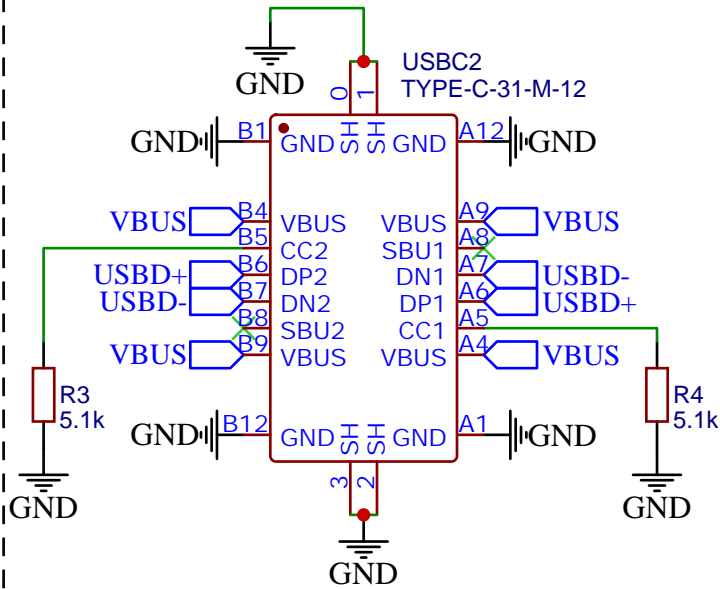 USBC2
TYPE-C-31-M-12
GND
0 1
GND B1 GND SH SH GND A12 GND
VBUS B4 VBUS VBUS A9 VBUS
B5 CC2 SBU1 A8
USBD+ B6 DP2 DN1 A7 USBD-
USBD- B7 DN2 DP1 A6 USBD+
B8 SBU2 CC1 A5
VBUS B9 VBUS VBUS A4 VBUS
R3
5.1k
R4
5.1k
GND B12 GND SH SH GND A1 GND
3 2
GND
GND
GND